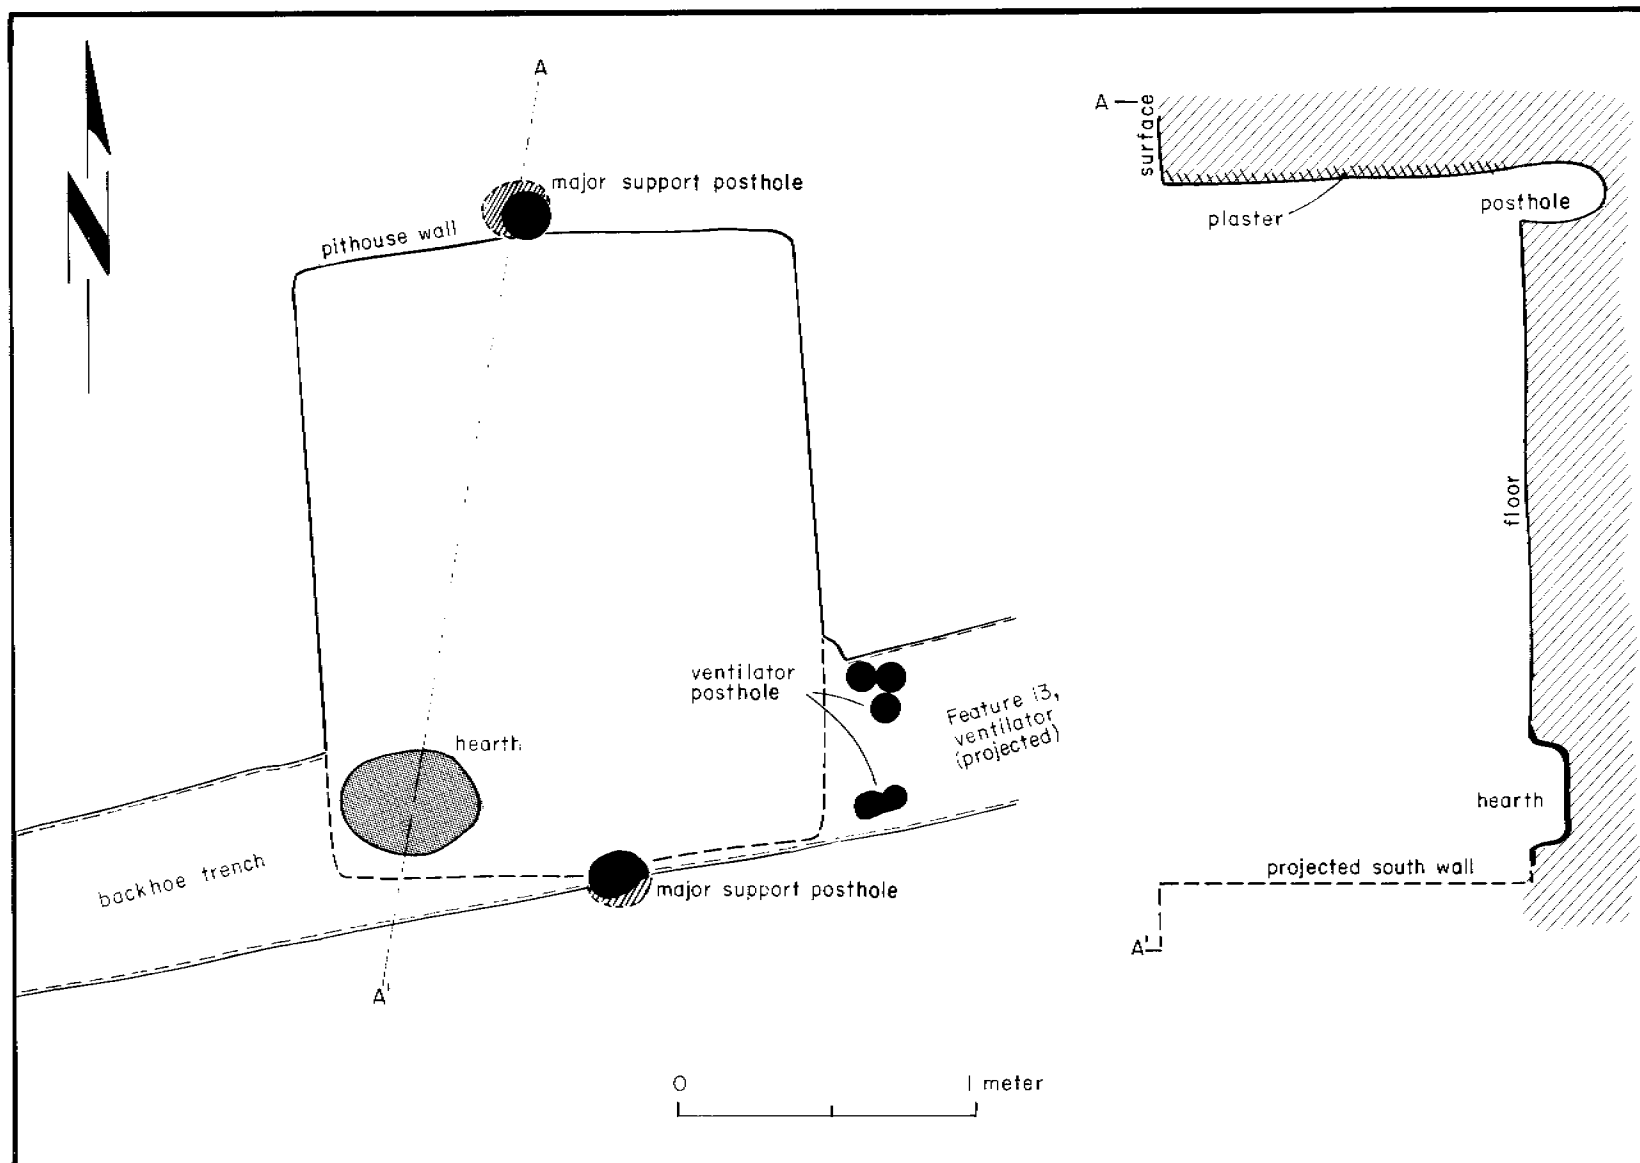 N
A
major support posthole
pithouse wall
ventilator
posthole
Feature 13,
ventilator
(projected)
hearth
backhoe trench
major support posthole
A'
0 1 meter
A
surface
plaster
posthole
floor
hearth
projected south wall
A'